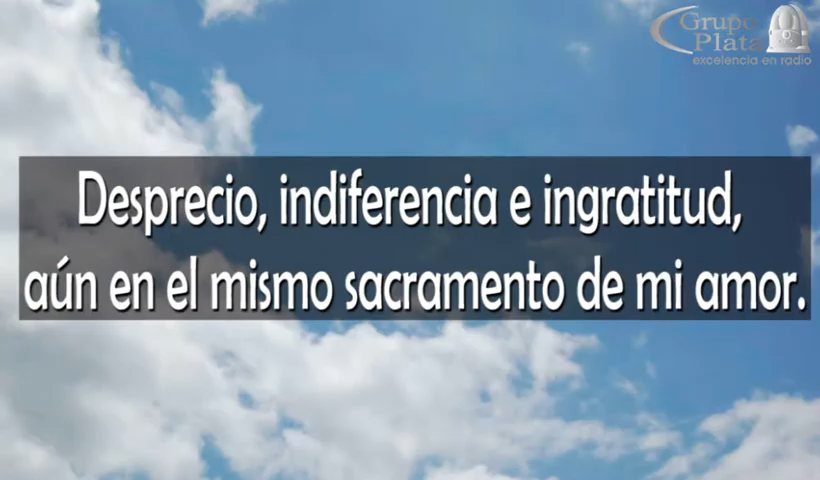 Grupo
Plata
excelencia en radio
Desprecio, indiferencia e ingratitud,
aún en el mismo sacramento de mi amor.